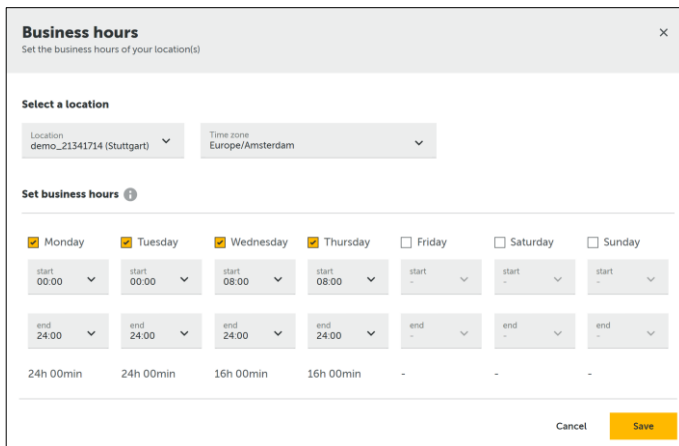 Business hours
Set the business hours of your location(s)
Select a location
Location
demo_21341714 (Stuttgart)
Time zone
Europe/Amsterdam
Set business hours
Monday Tuesday Wednesday Thursday Friday Saturday Sunday
start start start start start start start
00:00 00:00 08:00 08:00 - - -
end end end end end end end
24:00 24:00 24:00 24:00 - - -
24h 00min 24h 00min 16h 00min 16h 00min - - -
Cancel Save